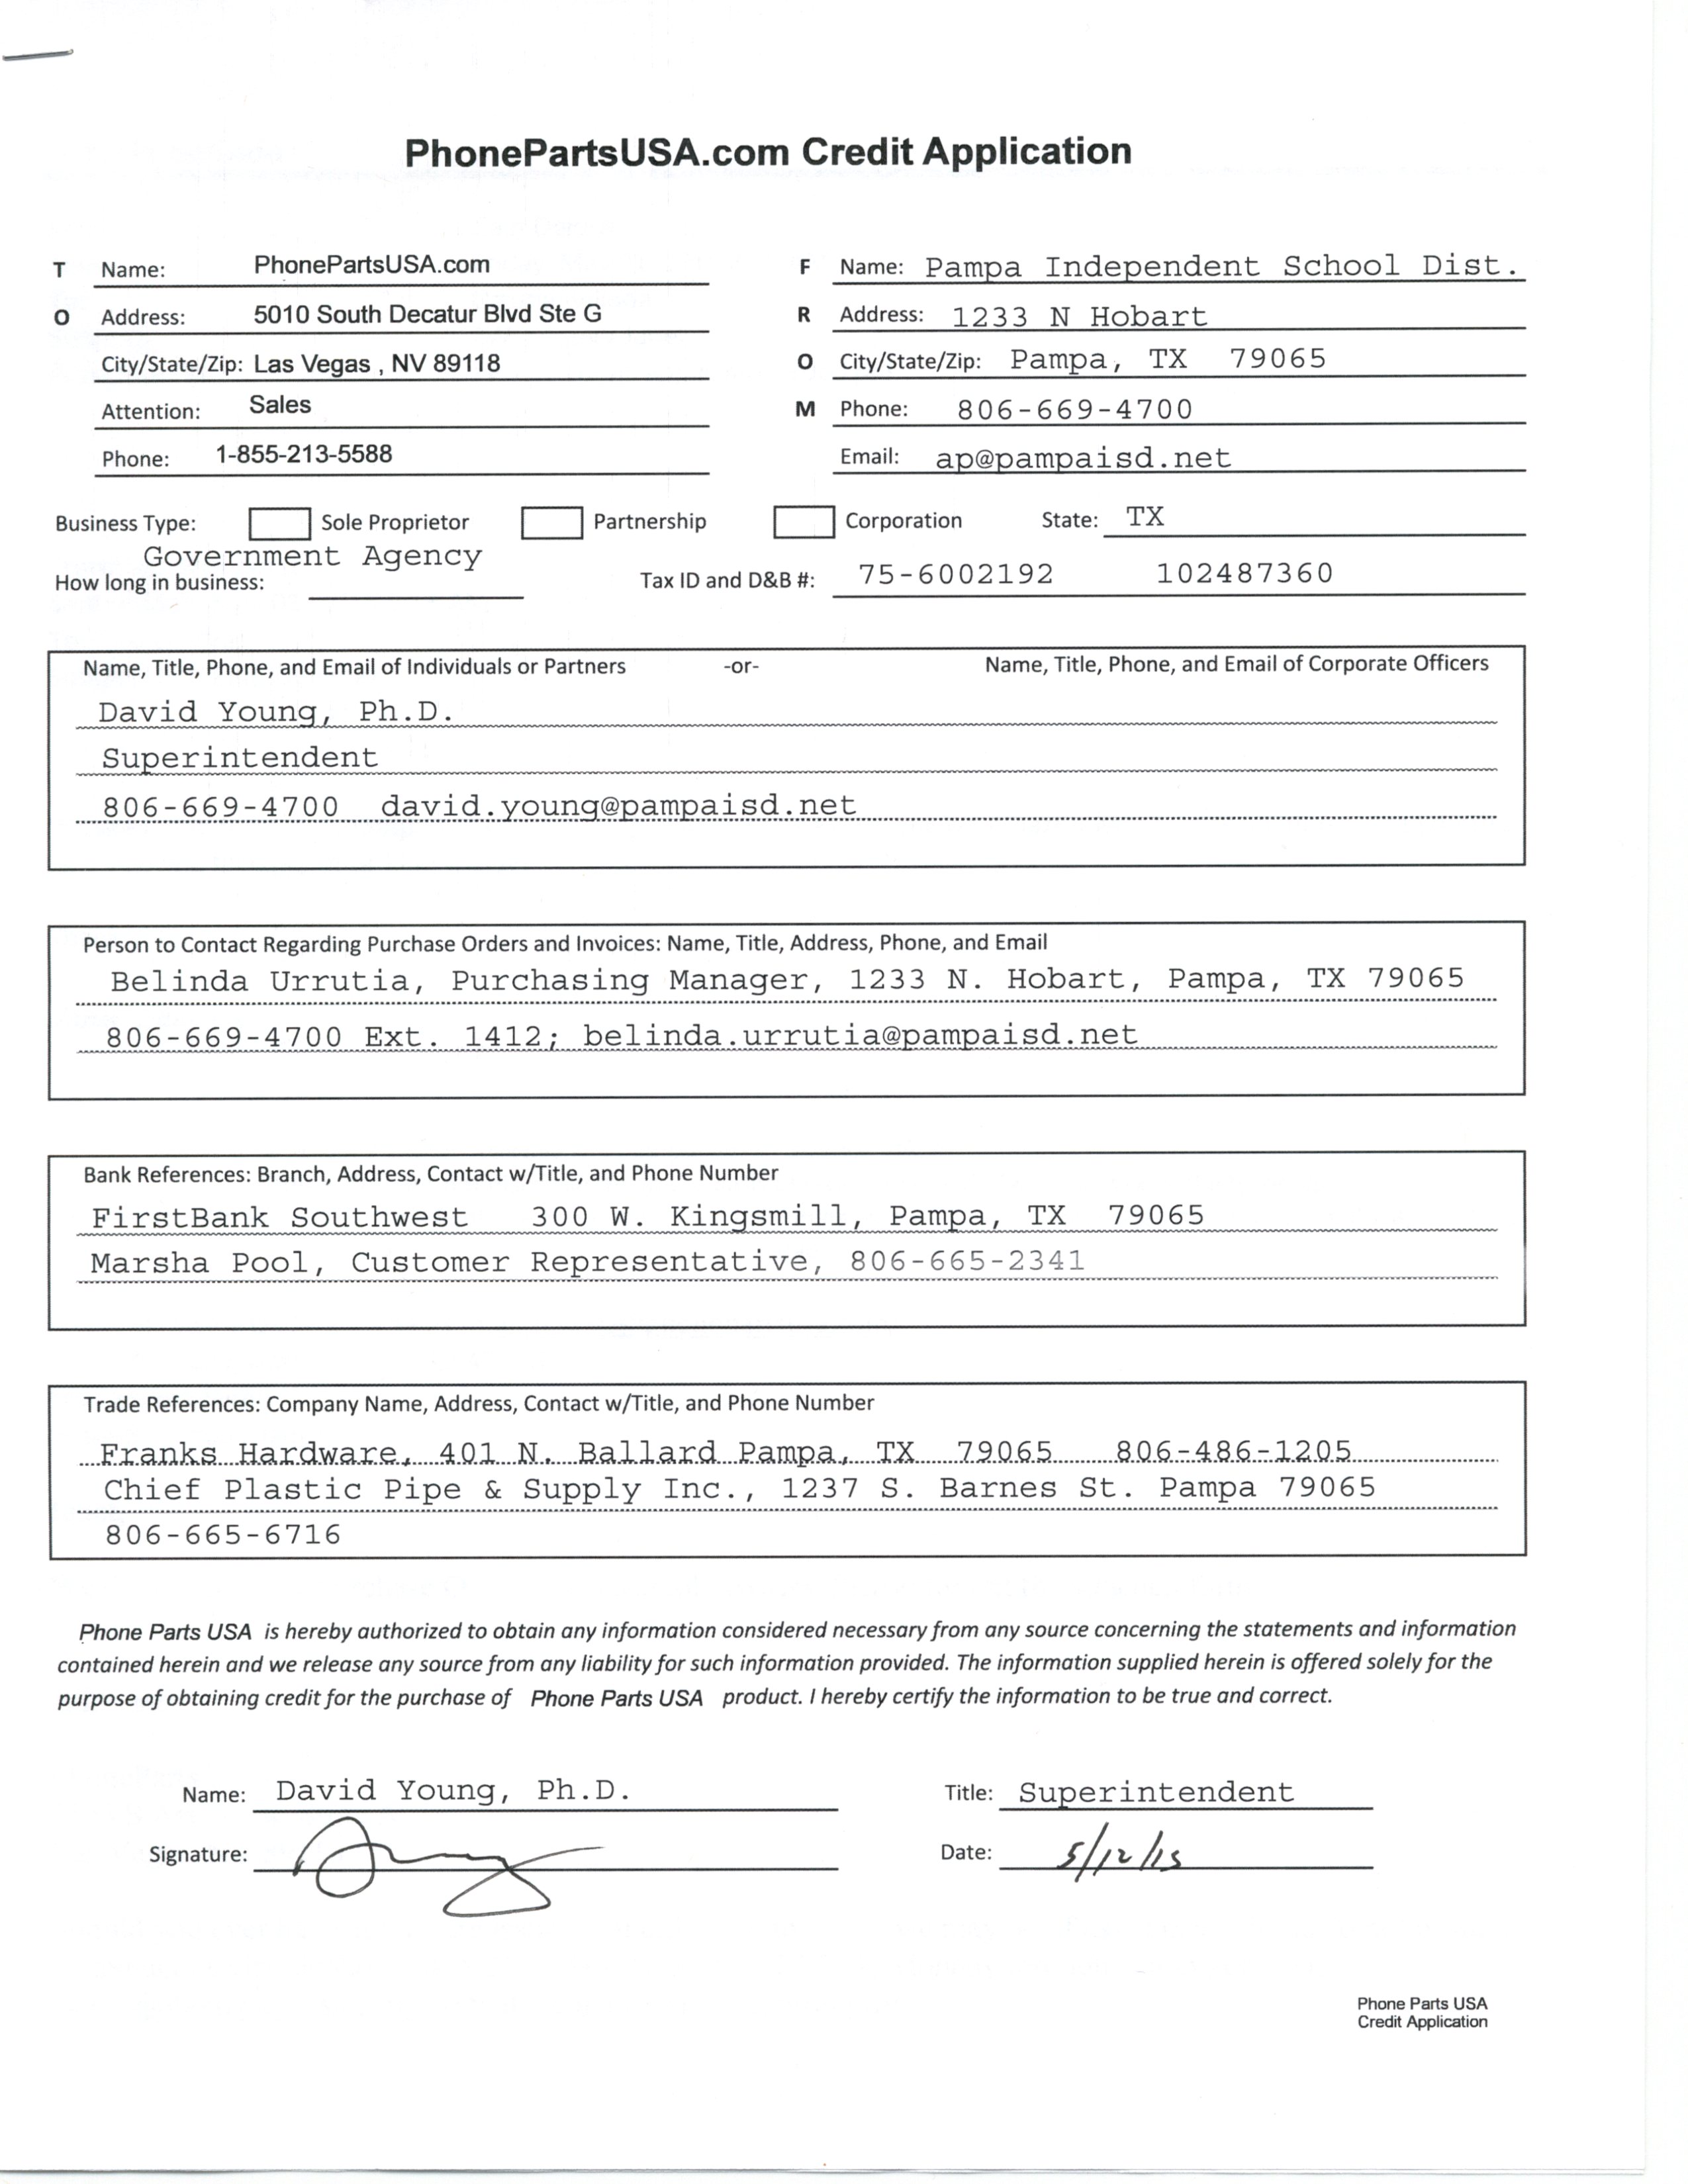 PhonePartsUSA.com Credit Application
T Name: PhonePartsUSA.com
O Address: 5010 South Decatur Blvd Ste G
City/State/Zip: Las Vegas , NV 89118
Attention: Sales
Phone: 1-855-213-5588
F Name: Pampa Independent School Dist.
R Address: 1233 N Hobart
O City/State/Zip: Pampa, TX 79065
M Phone: 806-669-4700
Email: ap@pampaisd.net
Business Type: Sole Proprietor Partnership Corporation State: TX
Government Agency
How long in business: Tax ID and D&B #: 75-6002192 102487360
Name, Title, Phone, and Email of Individuals or Partners -or- Name, Title, Phone, and Email of Corporate Officers
David Young, Ph.D.
Superintendent
806-669-4700 david.young@pampaisd.net
Person to Contact Regarding Purchase Orders and Invoices: Name, Title, Address, Phone, and Email
Belinda Urrutia, Purchasing Manager, 1233 N. Hobart, Pampa, TX 79065
806-669-4700 Ext. 1412; belinda.urrutia@pampaisd.net
Bank References: Branch, Address, Contact w/Title, and Phone Number
FirstBank Southwest 300 W. Kingsmill, Pampa, TX 79065
Marsha Pool, Customer Representative, 806-665-2341
Trade References: Company Name, Address, Contact w/Title, and Phone Number
Franks Hardware, 401 N. Ballard Pampa, TX 79065 806-486-1205
Chief Plastic Pipe & Supply Inc., 1237 S. Barnes St. Pampa 79065
806-665-6716
Phone Parts USA is hereby authorized to obtain any information considered necessary from any source concerning the statements and information
contained herein and we release any source from any liability for such information provided. The information supplied herein is offered solely for the
purpose of obtaining credit for the purchase of Phone Parts USA product. I hereby certify the information to be true and correct.
Name: David Young, Ph.D. Title: Superintendent
Signature: Date: 5/12/15
Phone Parts USA
Credit Application